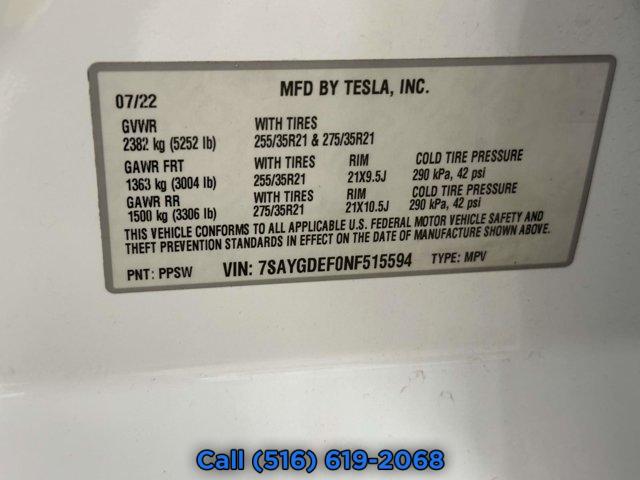 MFD BY TESLA, INC.
07/22
GVWR WITH TIRES
2382 kg (5252 lb) 255/35R21 & 275/35R21
GAWR FRT WITH TIRES RIM COLD TIRE PRESSURE
1363 kg (3004 lb) 255/35R21 21X9.5J 290 kPa, 42 psi
GAWR RR WITH TIRES RIM COLD TIRE PRESSURE
1500 kg (3306 lb) 275/35R21 21X10.5J 290 kPa, 42 psi
THIS VEHICLE CONFORMS TO ALL APPLICABLE U.S. FEDERAL MOTOR VEHICLE SAFETY AND
THEFT PREVENTION STANDARDS IN EFFECT ON THE DATE OF MANUFACTURE SHOWN ABOVE.
PNT: PPSW VIN: 7SAYGDEF0NF515594 TYPE: MPV
Call (516) 619-2068